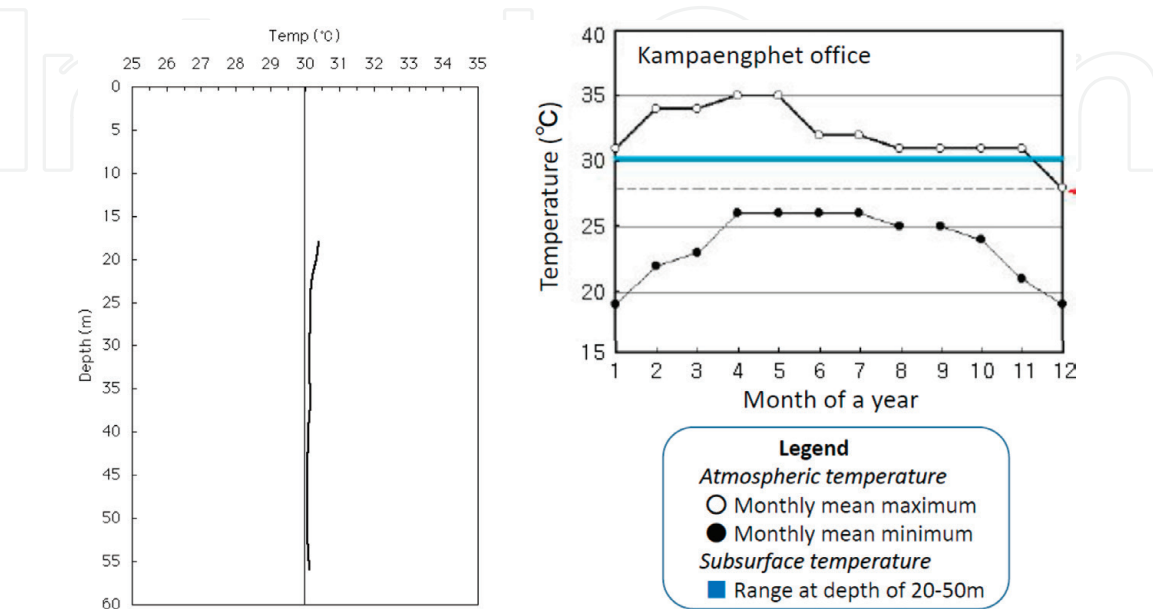 Temp (°C)
25 26 27 28 29 30 31 32 33 34 35
0
5
10
15
20
25
30
35
40
45
50
55
60
Depth (m)
Kampaengphet office
40
35
30
25
20
15
Temperature (°C)
1 2 3 4 5 6 7 8 9 10 11 12
Month of a year
Legend
Atmospheric temperature
Monthly mean maximum
Monthly mean minimum
Subsurface temperature
Range at depth of 20-50m